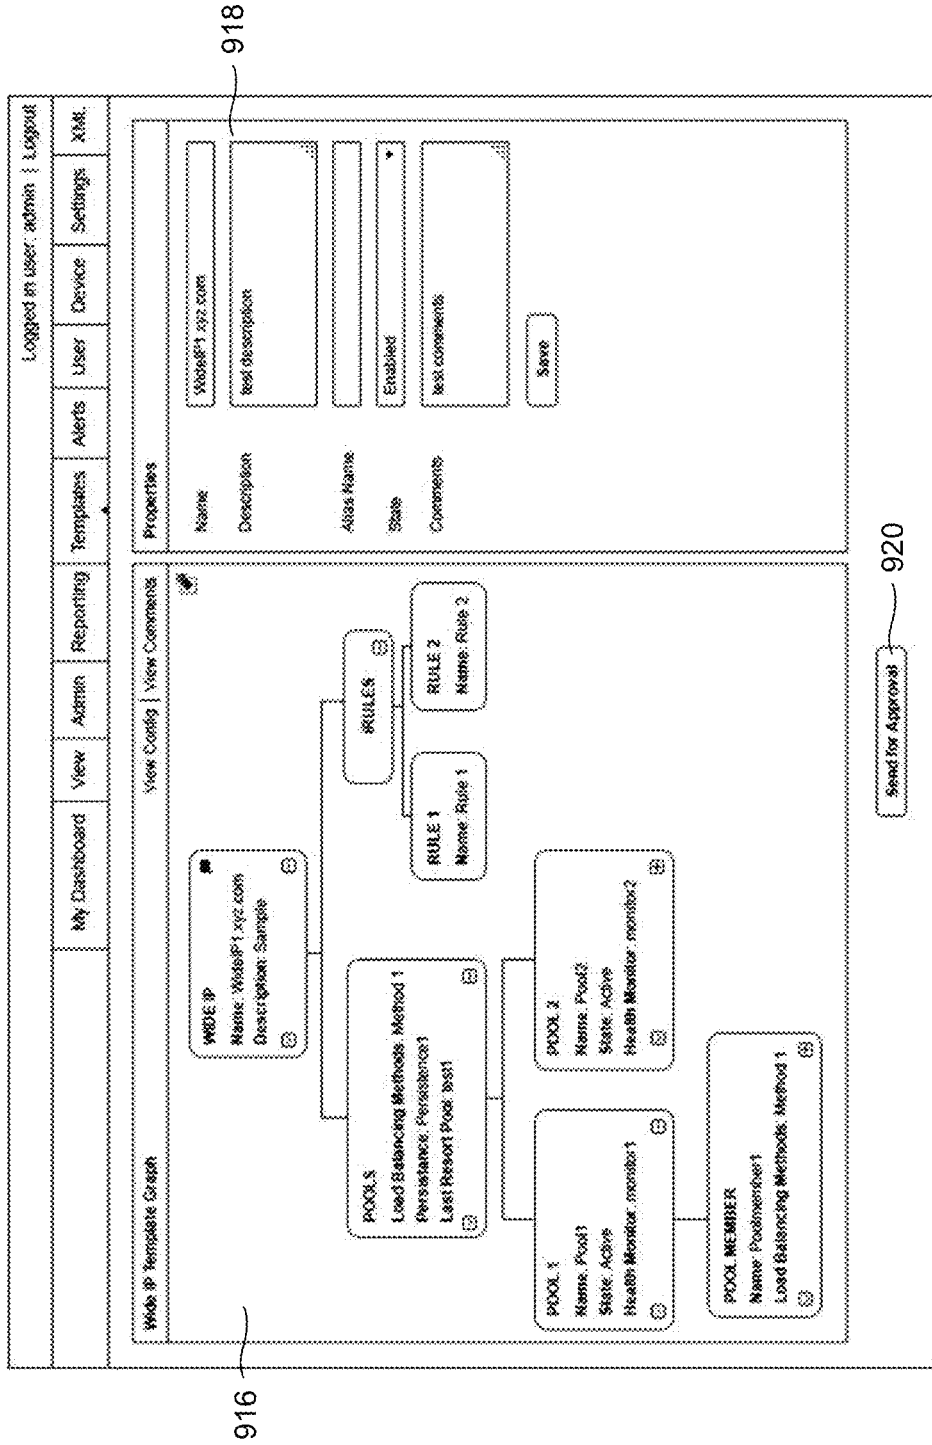 Logged in user: admin | Logout
My Dashboard
View
Admin
Reporting
Templates
Alerts
User
Device
Settings
XML
Wide IP Template Graph
View Config | View Comments
916
WIDE IP
Name: WideIP1.xyz.com
Description: Sample
POOLS
Load Balancing Methods: Method 1
Persistance: Persistence1
Last Resort Pool: test1
iRULES
RULE 1
Name: Rule 1
RULE 2
Name: Rule 2
POOL 1
Name: Pool1
State: Active
Health Monitor: monitor1
POOL 2
Name: Pool2
State: Active
Health Monitor: monitor2
POOL MEMBER
Name: Poolmember1
Load Balancing Methods: Method 1
Properties
918
Name
WideIP1.xyz.com
Description
test description
Alias Name
State
Enabled
Comments
test comments
Save
Send for Approval
920